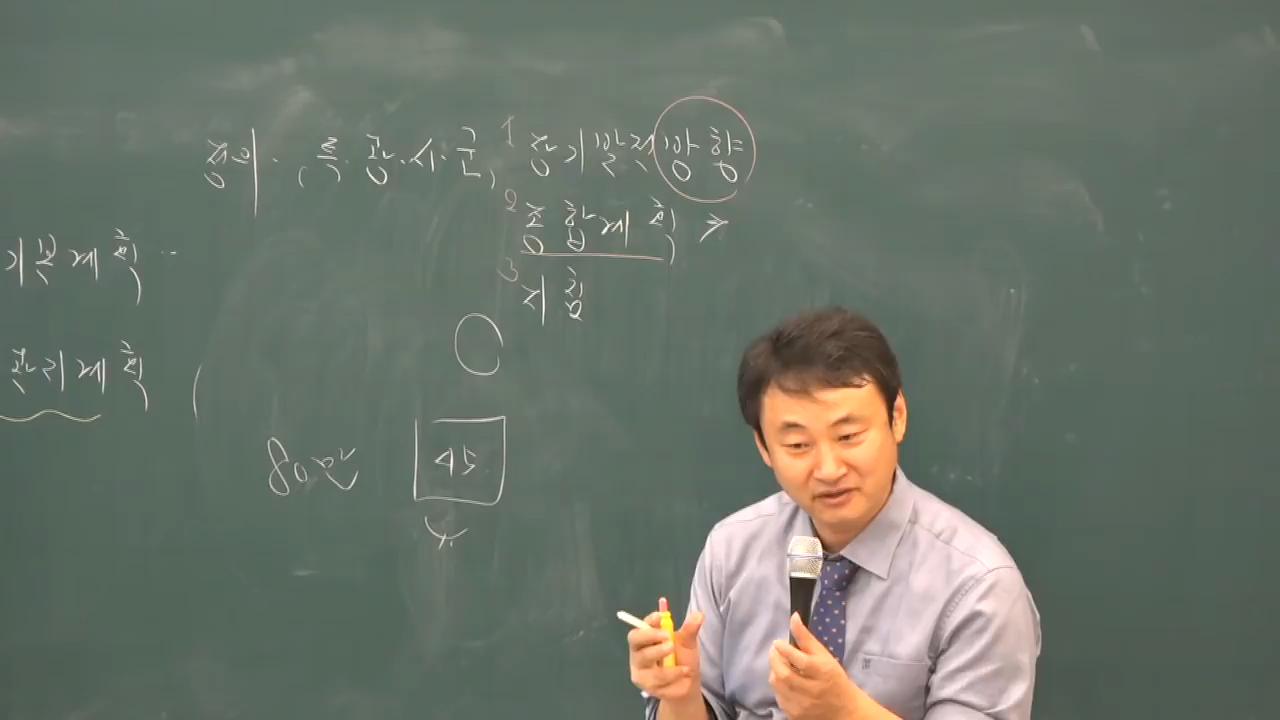 정의. (특·광·시·군) 1 장기발전방향
2 종합계획 >
3 지침
기본계획 ..
관리계획 (
80만 45